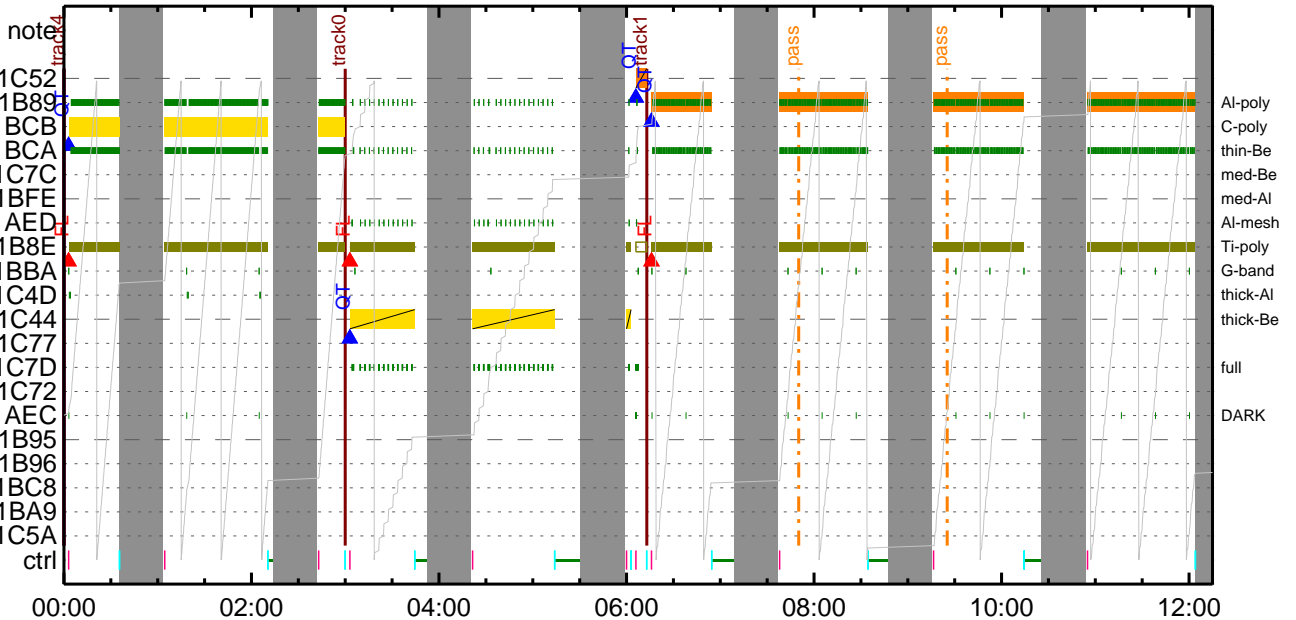 note
track4
track0
track1
pass
pass
QT
QT
QT
QT
FL
FL
FL
1C52
1B89 Al-poly
BCB C-poly
BCA thin-Be
1C7C med-Be
1BFE med-Al
AED Al-mesh
1B8E Ti-poly
1BBA G-band
1C4D thick-Al
1C44 thick-Be
1C77
1C7D full
1C72
AEC DARK
1B95
1B96
1BC8
1BA9
1C5A
ctrl
00:00 02:00 04:00 06:00 08:00 10:00 12:00